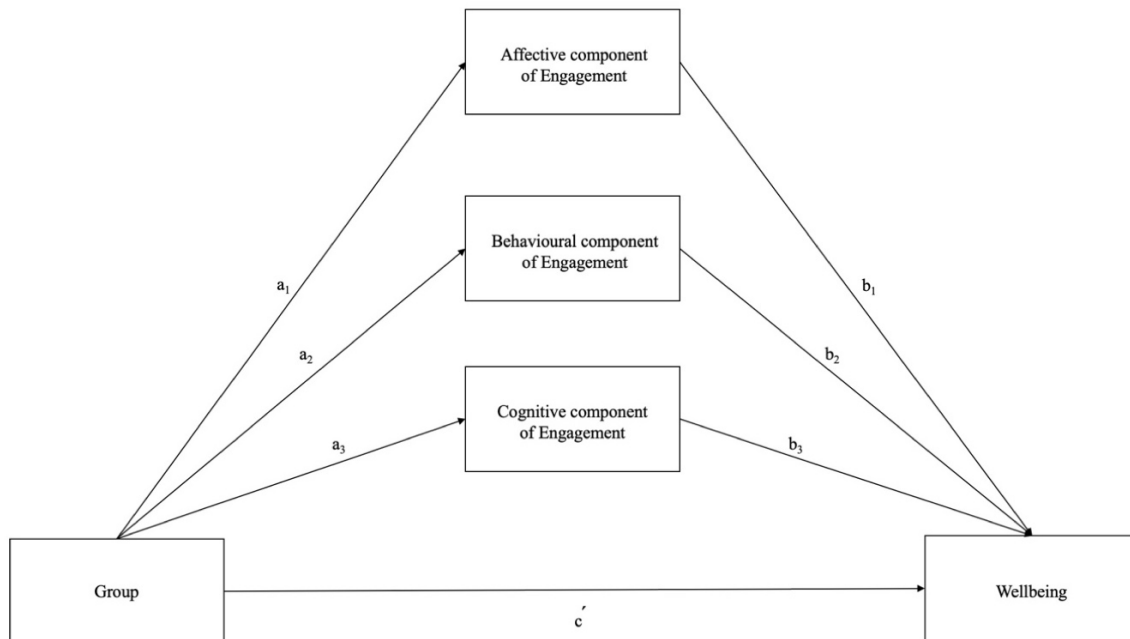 Affective component
of Engagement
Behavioural component
of Engagement
a₁
b₁
a₂
b₂
Cognitive component
of Engagement
a₃
b₃
Group
Wellbeing
c´